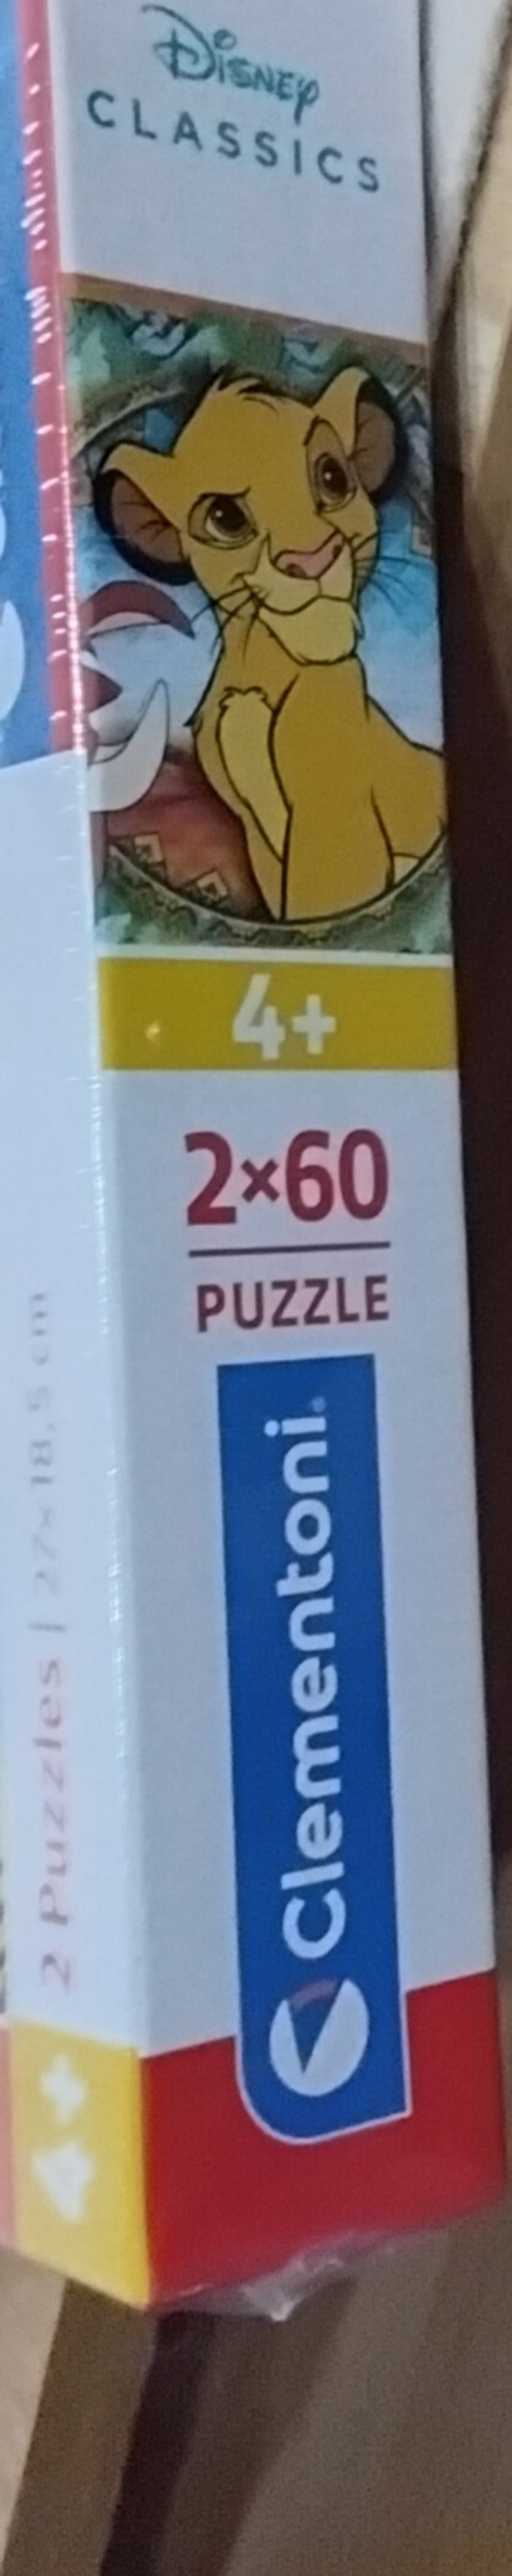 Disney
CLASSICS
4+
2×60
PUZZLE
Clementoni®
2 Puzzles | 27×18,5 cm
4+